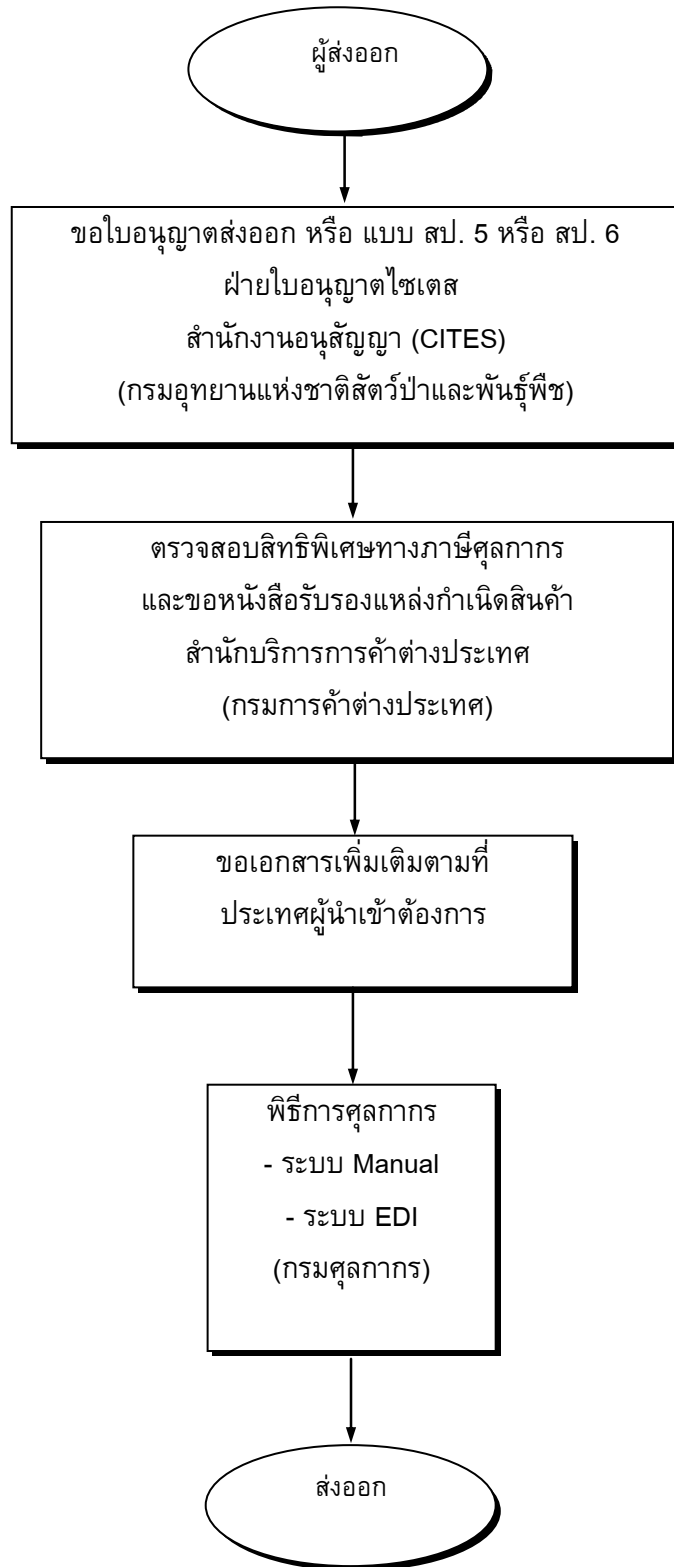 ผู้ส่งออก
ขอใบอนุญาตส่งออก หรือ แบบ สป. 5 หรือ สป. 6
ฝ่ายใบอนุญาตไซเตส
สำนักงานอนุสัญญา (CITES)
(กรมอุทยานแห่งชาติสัตว์ป่าและพันธุ์พืช)
ตรวจสอบสิทธิพิเศษทางภาษีศุลกากร
และขอหนังสือรับรองแหล่งกำเนิดสินค้า
สำนักบริการการค้าต่างประเทศ
(กรมการค้าต่างประเทศ)
ขอเอกสารเพิ่มเติมตามที่
ประเทศผู้นำเข้าต้องการ
พิธีการศุลกากร
- ระบบ Manual
- ระบบ EDI
(กรมศุลกากร)
ส่งออก